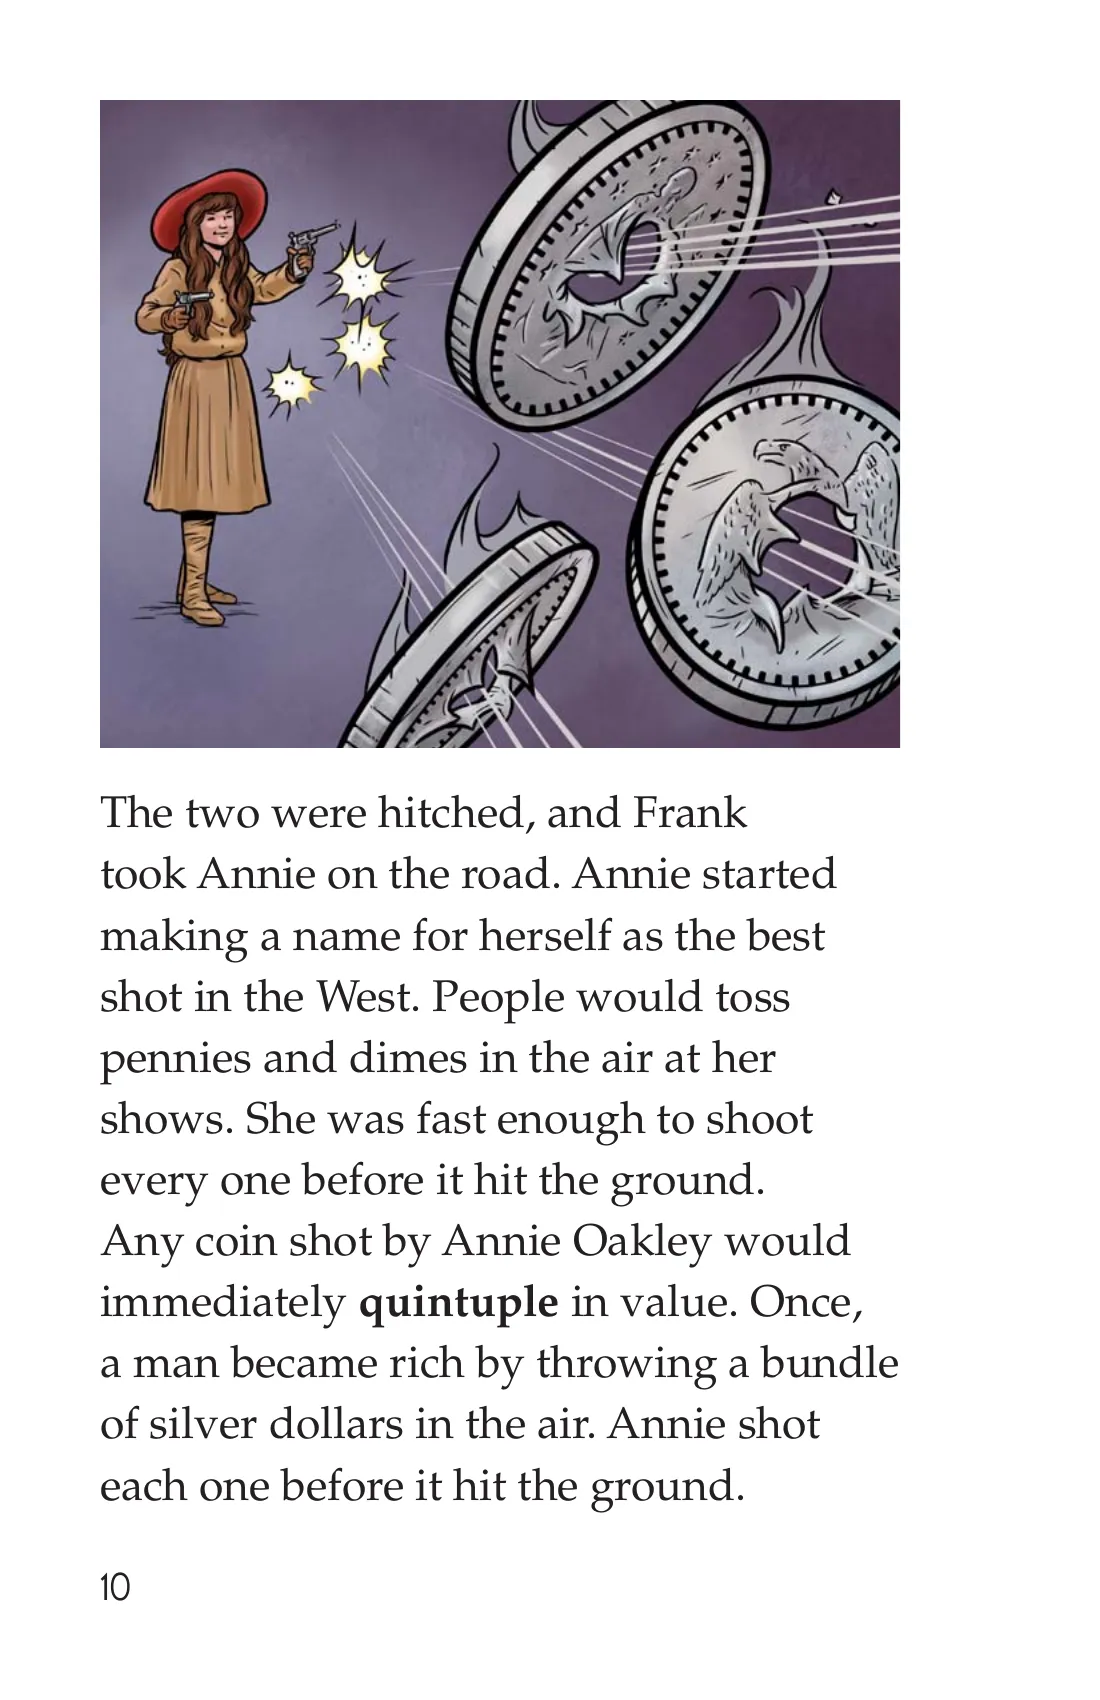 The two were hitched, and Frank
took Annie on the road. Annie started
making a name for herself as the best
shot in the West. People would toss
pennies and dimes in the air at her
shows. She was fast enough to shoot
every one before it hit the ground.
Any coin shot by Annie Oakley would
immediately quintuple in value. Once,
a man became rich by throwing a bundle
of silver dollars in the air. Annie shot
each one before it hit the ground.
10